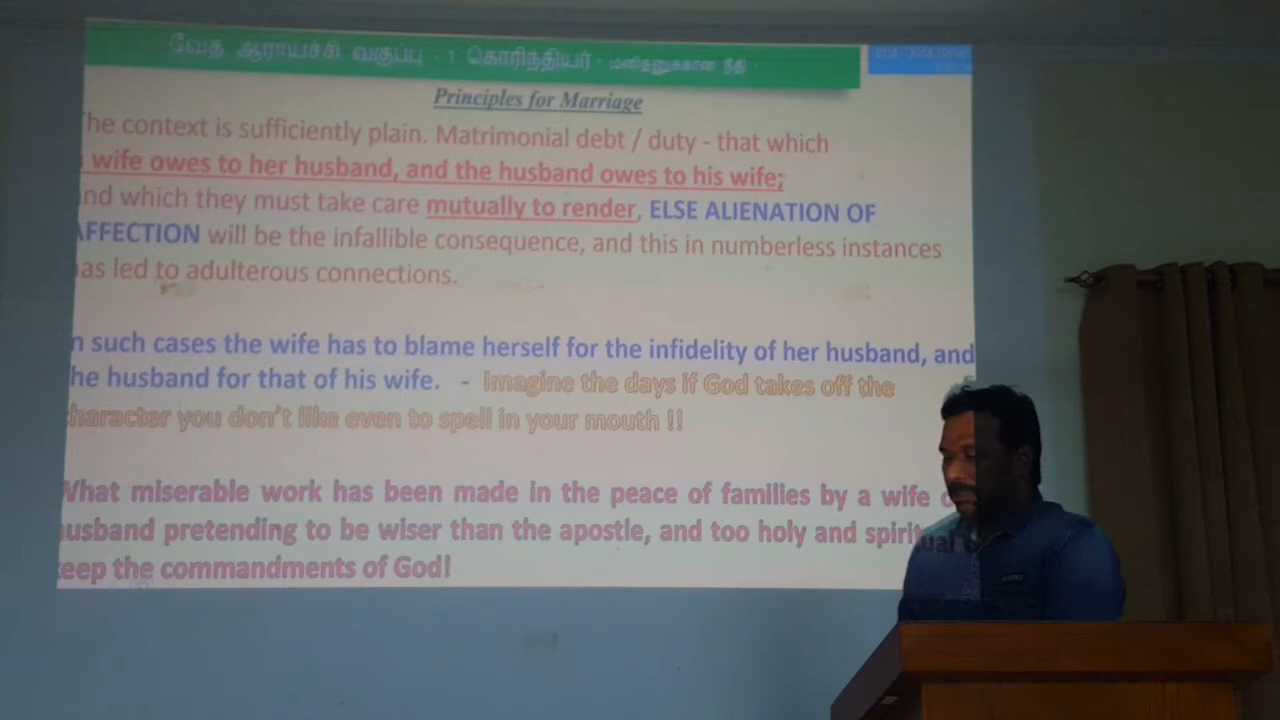 வேத ஆராய்ச்சி வகுப்பு - 1 கொரிந்தியர் - மனிதனுக்கான நீதி
Principles for Marriage
he context is sufficiently plain. Matrimonial debt / duty - that which
wife owes to her husband, and the husband owes to his wife;
nd which they must take care mutually to render, ELSE ALIENATION OF
AFFECTION will be the infallible consequence, and this in numberless instances
as led to adulterous connections.
n such cases the wife has to blame herself for the infidelity of her husband, and
he husband for that of his wife. - Imagine the days if God takes off the
haracter you don't like even to spell in your mouth !!
What miserable work has been made in the peace of families by a wife o
usband pretending to be wiser than the apostle, and too holy and spiritual
keep the commandments of God!